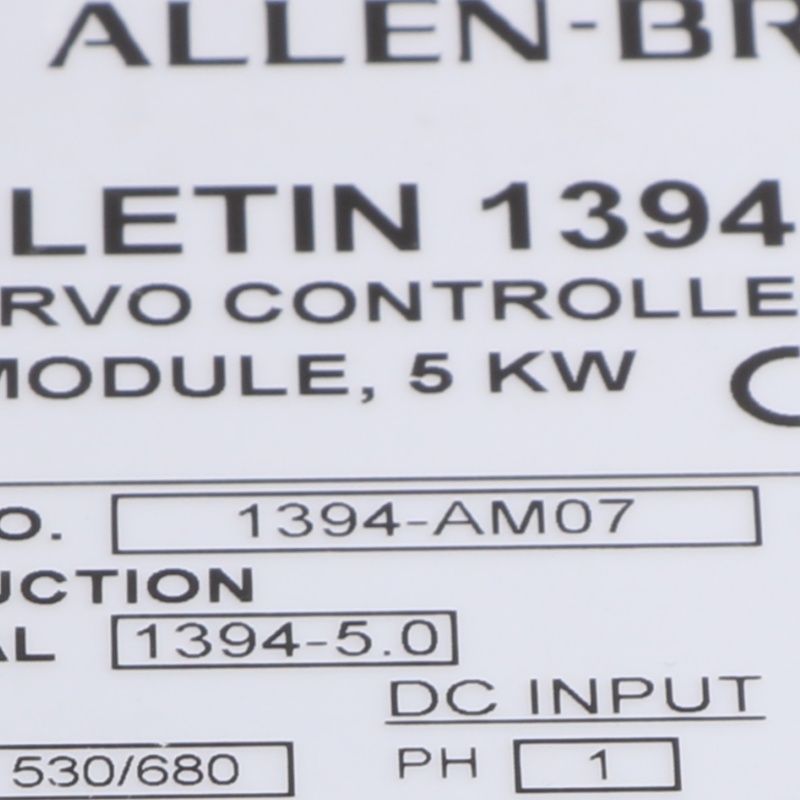 ALLEN-BR
LLETIN 1394
RVO CONTROLLE
MODULE, 5 KW
O. 1394-AM07
UCTION
AL 1394-5.0
DC INPUT
530/680 PH 1